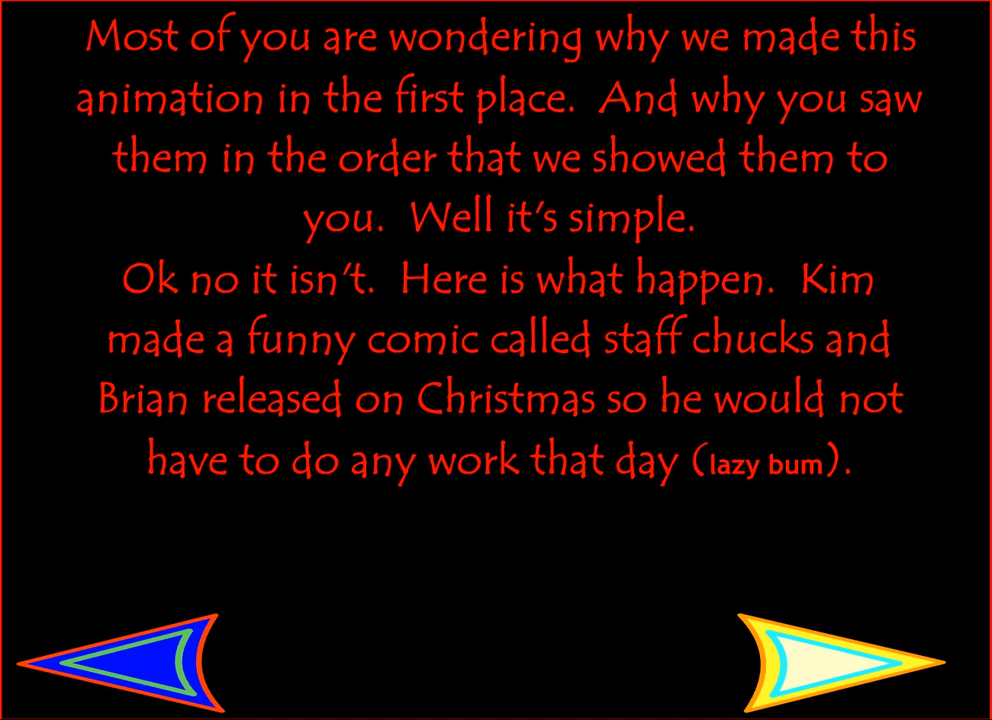 Most of you are wondering why we made this
animation in the first place.  And why you saw
them in the order that we showed them to
you.  Well it's simple.
Ok no it isn't.  Here is what happen.  Kim
made a funny comic called staff chucks and
Brian released on Christmas so he would not
have to do any work that day (lazy bum).